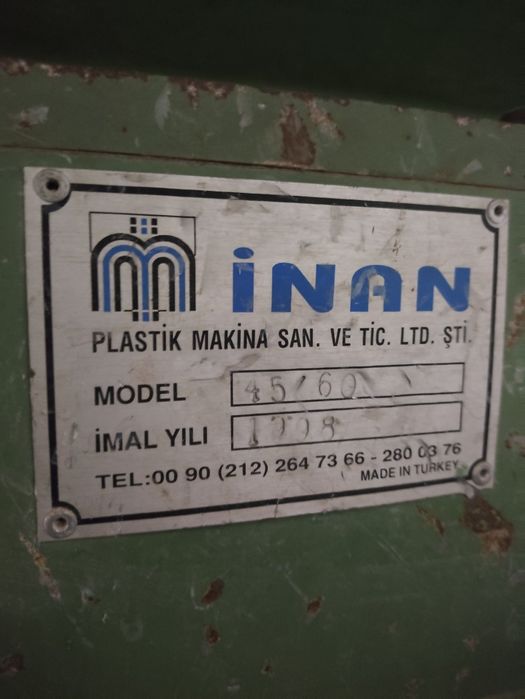 İNAN
PLASTİK MAKİNA SAN. VE TİC. LTD. ŞTİ.
MODEL 45/60
İMAL YILI 1998
TEL:00 90 (212) 264 73 66 - 280 03 76
MADE IN TURKEY